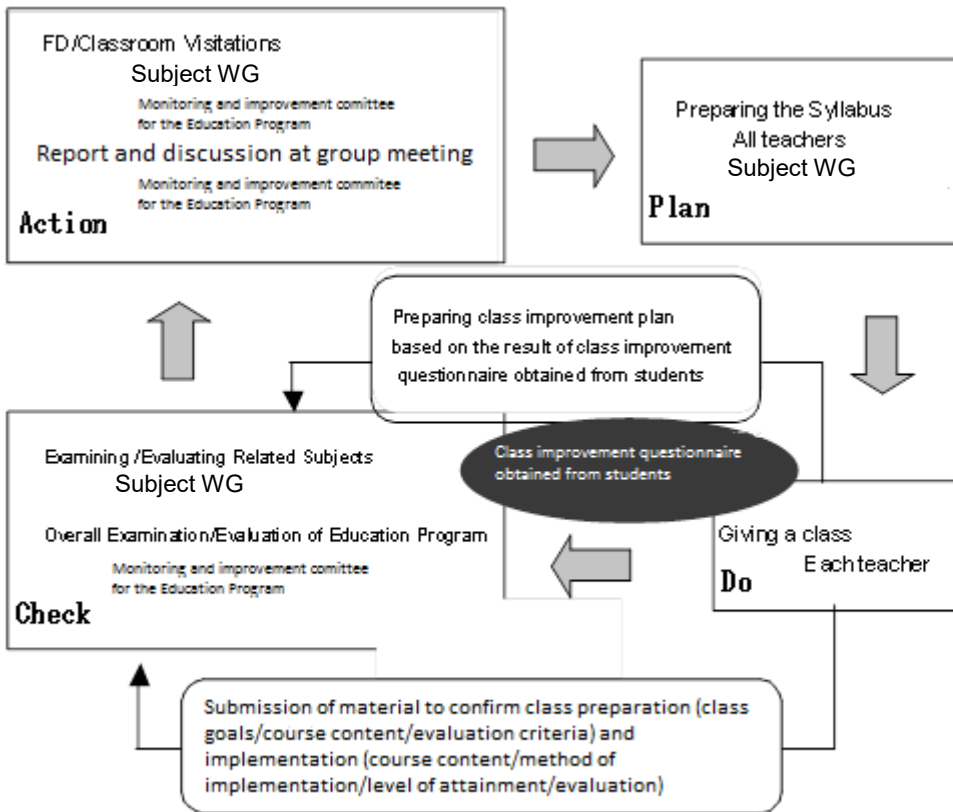 FD/Classroom Visitations
Subject WG
Monitoring and improvement comittee
for the Education Program
Report and discussion at group meeting
Monitoring and improvement commitee
for the Education Program
Action
Preparing the Syllabus
All teachers
Subject WG
Plan
Preparing class improvement plan
based on the result of class improvement
questionnaire obtained from students
Class improvement questionnaire
obtained from students
Examining /Evaluating Related Subjects
Subject WG
Overall Examination/Evaluation of Education Program
Monitoring and improvement comittee
for the Education Program
Check
Giving a class
Each teacher
Do
Submission of material to confirm class preparation (class
goals/course content/evaluation criteria) and
implementation (course content/method of
implementation/level of attainment/evaluation)